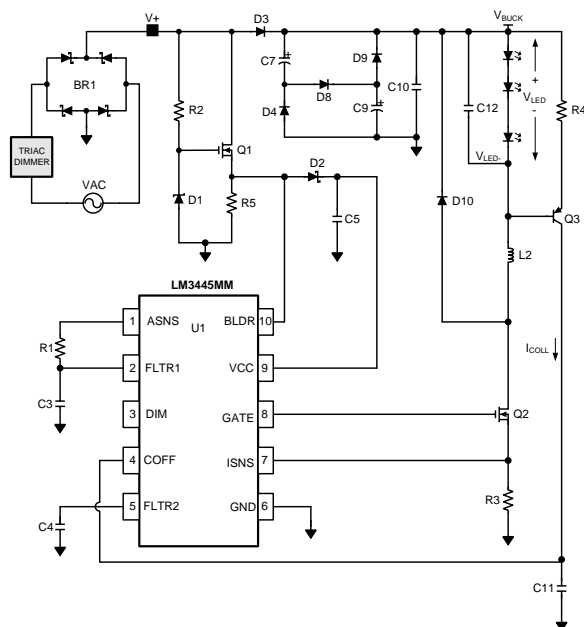 V+
D3
VBUCK
C7
D9
BR1
D8
C10
C12
+
VLED
-
R4
R2
D4
C9
+
+
TRIAC
DIMMER
Q1
VLED-
VAC
D2
D1
R5
C5
D10
Q3
L2
LM3445MM
U1
1 ASNS
BLDR 10
R1
ICOLL
2 FLTR1
VCC 9
C3
3 DIM
GATE 8
Q2
4 COFF
ISNS 7
R3
5 FLTR2
GND 6
C4
C11